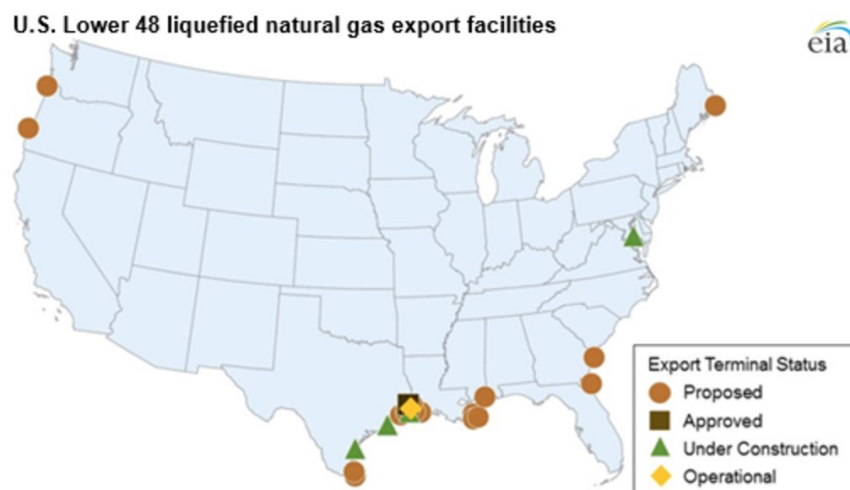 U.S. Lower 48 liquefied natural gas export facilities
eia
Export Terminal Status
Proposed
Approved
Under Construction
Operational